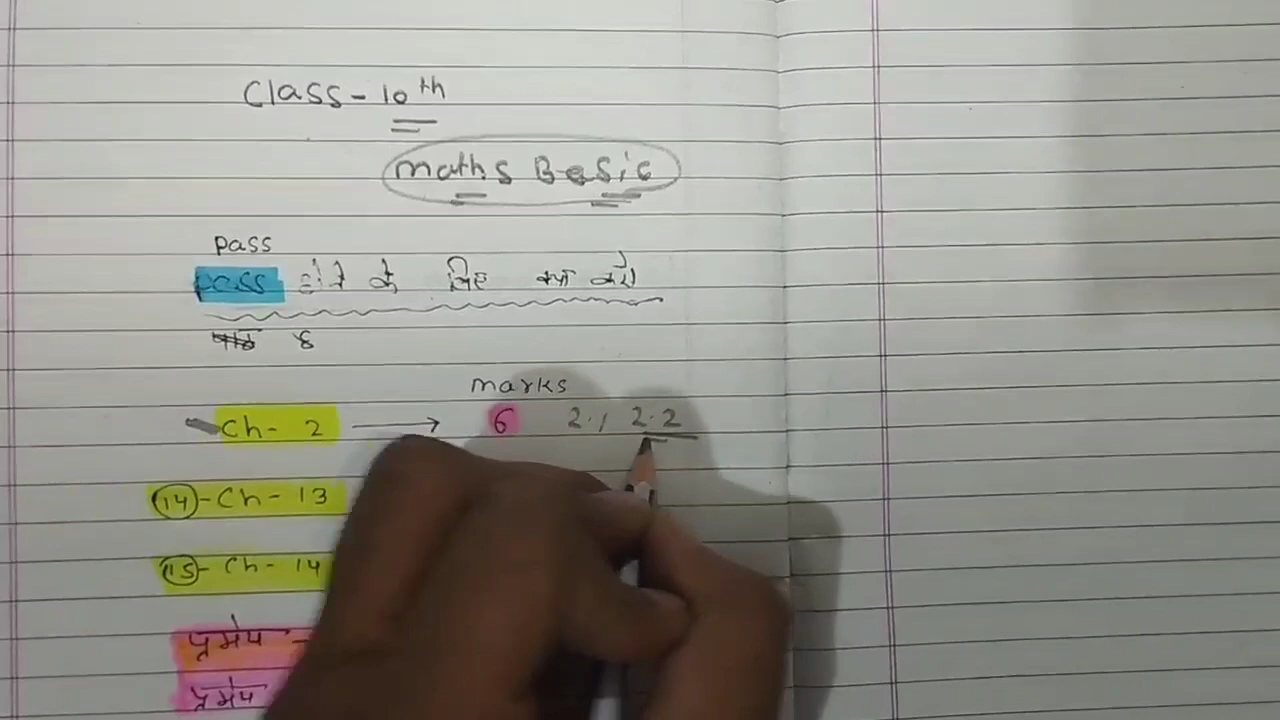 Class - 10th
Maths Basic
pass
pass होने के लिए क्या करें
पाठ 8
marks
Ch - 2 → 6 2.1 2.2
14 - Ch - 13
15 - Ch - 14
प्रमेय -
प्रमेय